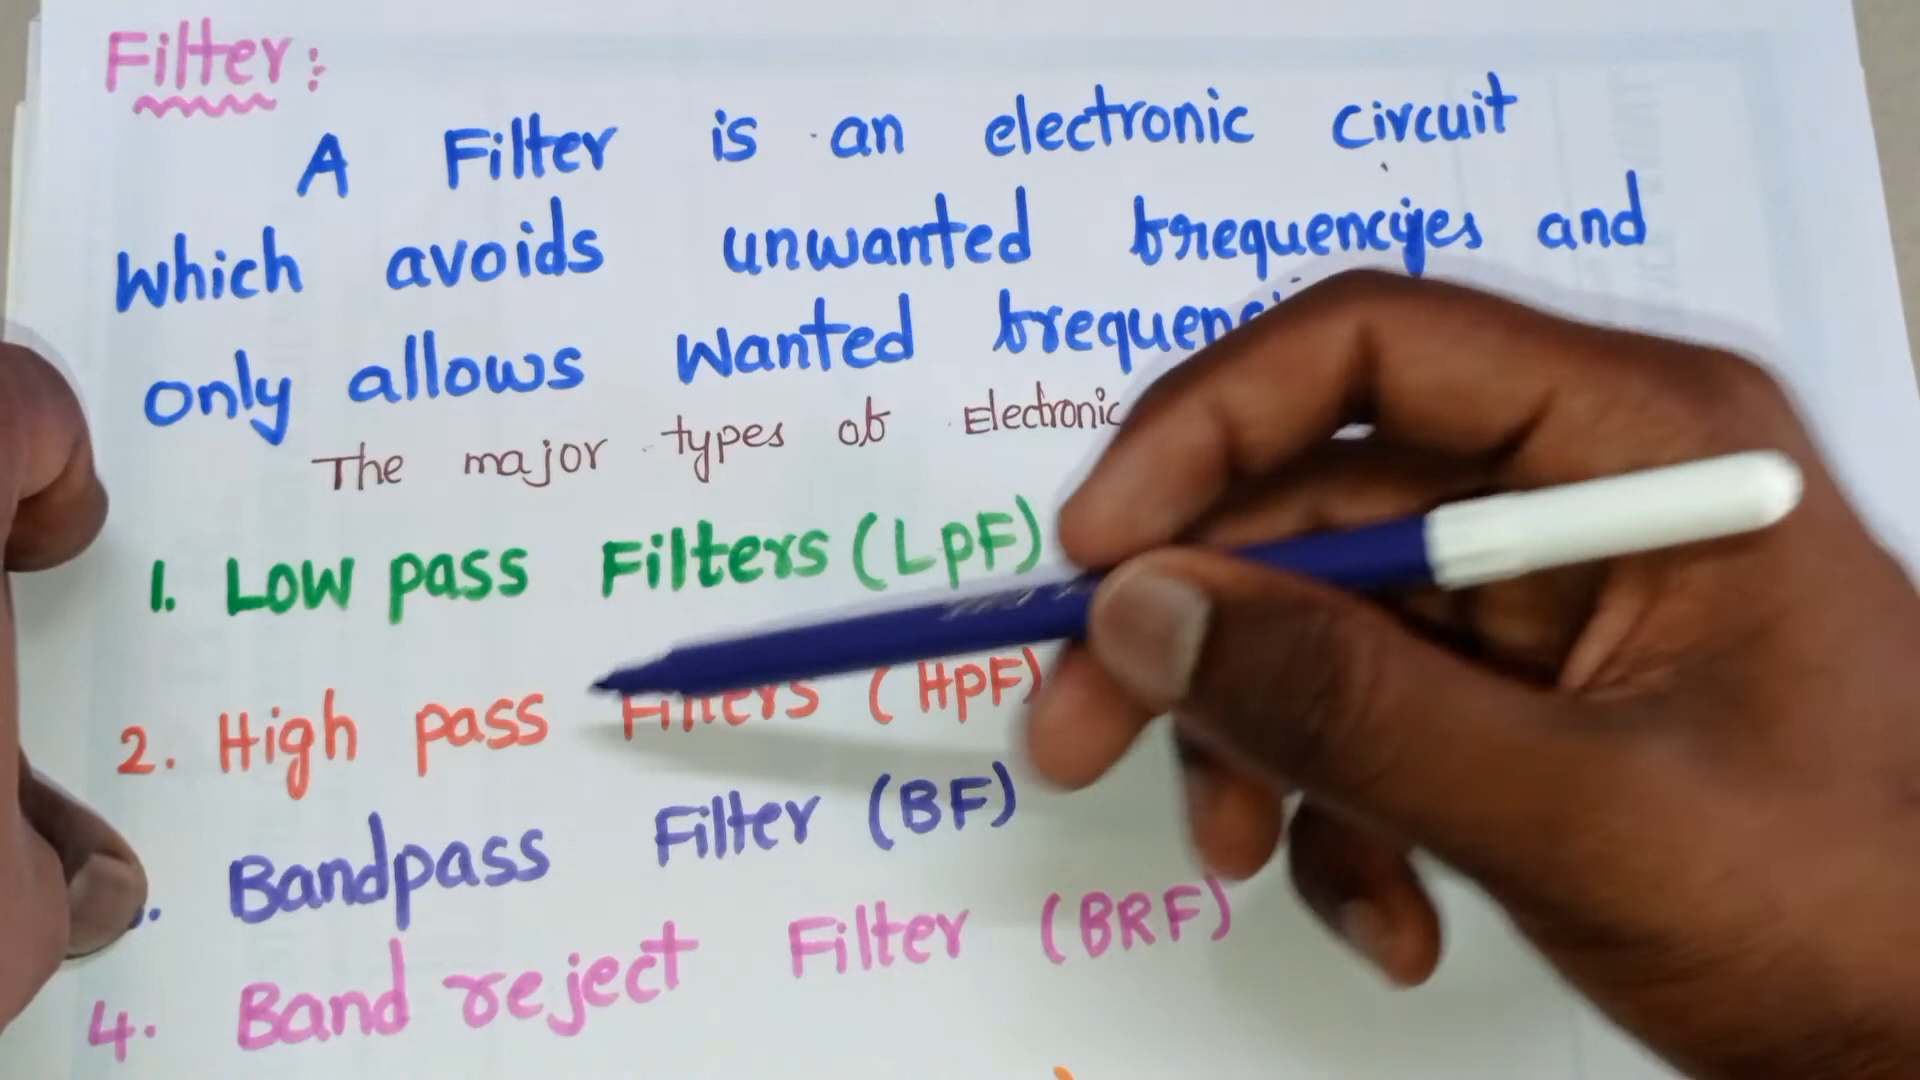 Filter:
A Filter is an electronic circuit
which avoids unwanted frequencies and
only allows wanted
The major types of Electronic
1. Low pass Filters (LPF)
2. High pass Filters (HPF)
Bandpass Filter (BF)
4. Band reject Filter (BRF)